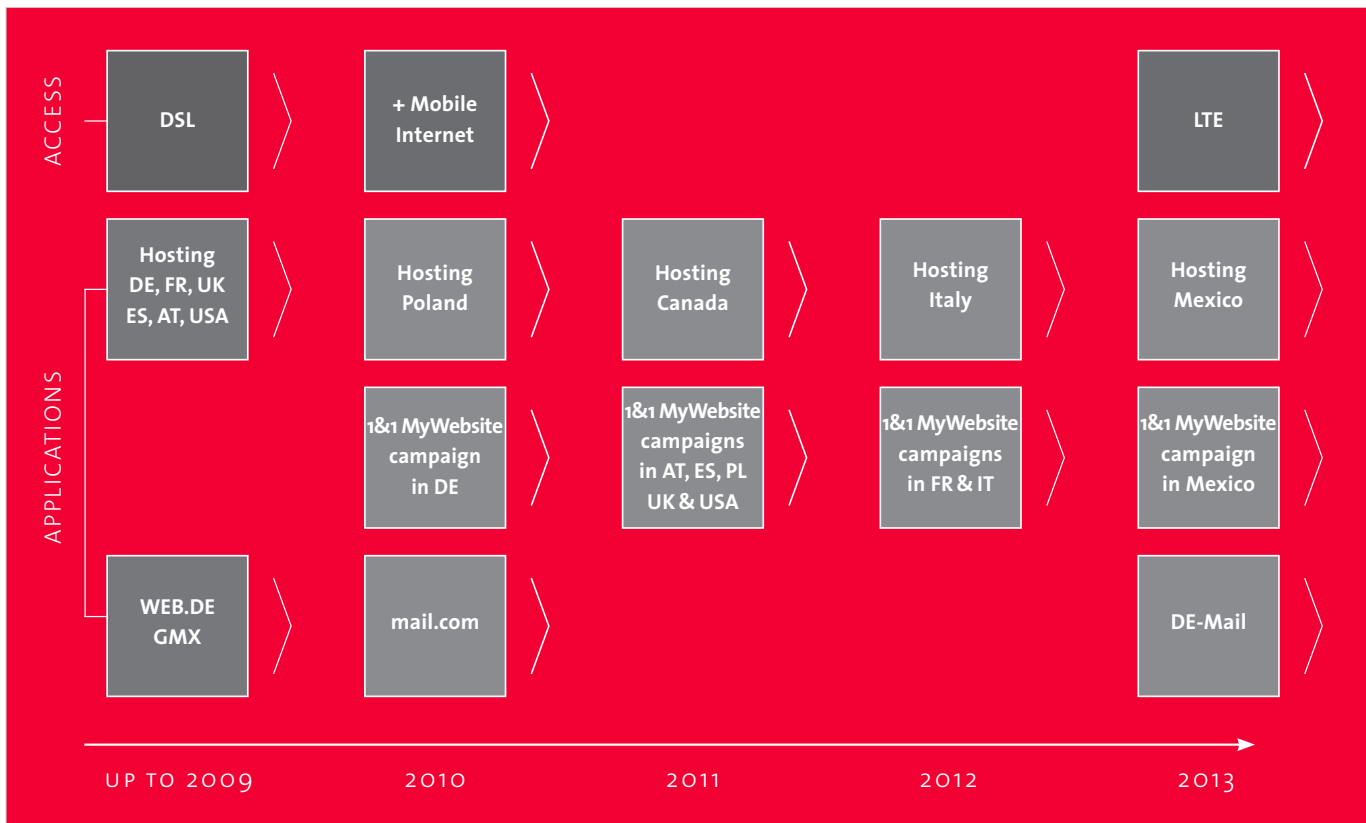 ACCESS
DSL
+ Mobile
Internet
LTE
APPLICATIONS
Hosting
DE, FR, UK
ES, AT, USA
Hosting
Poland
Hosting
Canada
Hosting
Italy
Hosting
Mexico
1&1 MyWebsite
campaign
in DE
1&1 MyWebsite
campaigns
in AT, ES, PL
UK & USA
1&1 MyWebsite
campaigns
in FR & IT
1&1 MyWebsite
campaign
in Mexico
WEB.DE
GMX
mail.com
DE-Mail
UP TO 2009
2010
2011
2012
2013